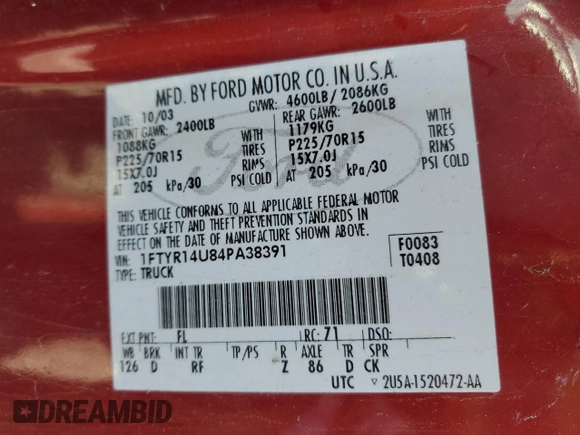 MFD. BY FORD MOTOR CO. IN U.S.A.
DATE: 10/03 GVWR: 4600LB/ 2086KG
FRONT GAWR: 2400LB REAR GAWR: 2600LB
1088KG WITH 1179KG WITH
P225/70R15 TIRES P225/70R15 TIRES
15X7.0J RIMS 15X7.0J RIMS
AT 205 kPa/30 PSI COLD AT 205 kPa/30 PSI COLD
Ford
THIS VEHICLE CONFORMS TO ALL APPLICABLE FEDERAL MOTOR
VEHICLE SAFETY AND THEFT PREVENTION STANDARDS IN
EFFECT ON THE DATE OF MANUFACTURE SHOWN ABOVE.
VIN: 1FTYR14U84PA38391 F0083
TYPE: TRUCK T0408
EXT PNT: FL RC: 71 DSO:
WB BRK INT TR TP/PS R AXLE TR SPR
126 D RF Z 86 D CK
UTC ▽ 2U5A-1520472-AA
DREAMBID